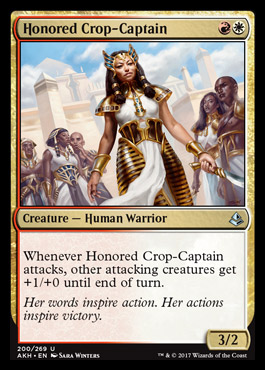 Honored Crop-Captain
Creature — Human Warrior
Whenever Honored Crop-Captain
attacks, other attacking creatures get
+1/+0 until end of turn.
Her words inspire action. Her actions
inspire victory.
3/2
200/269 U
AKH • EN Sara Winters
™ & © 2017 Wizards of the Coast